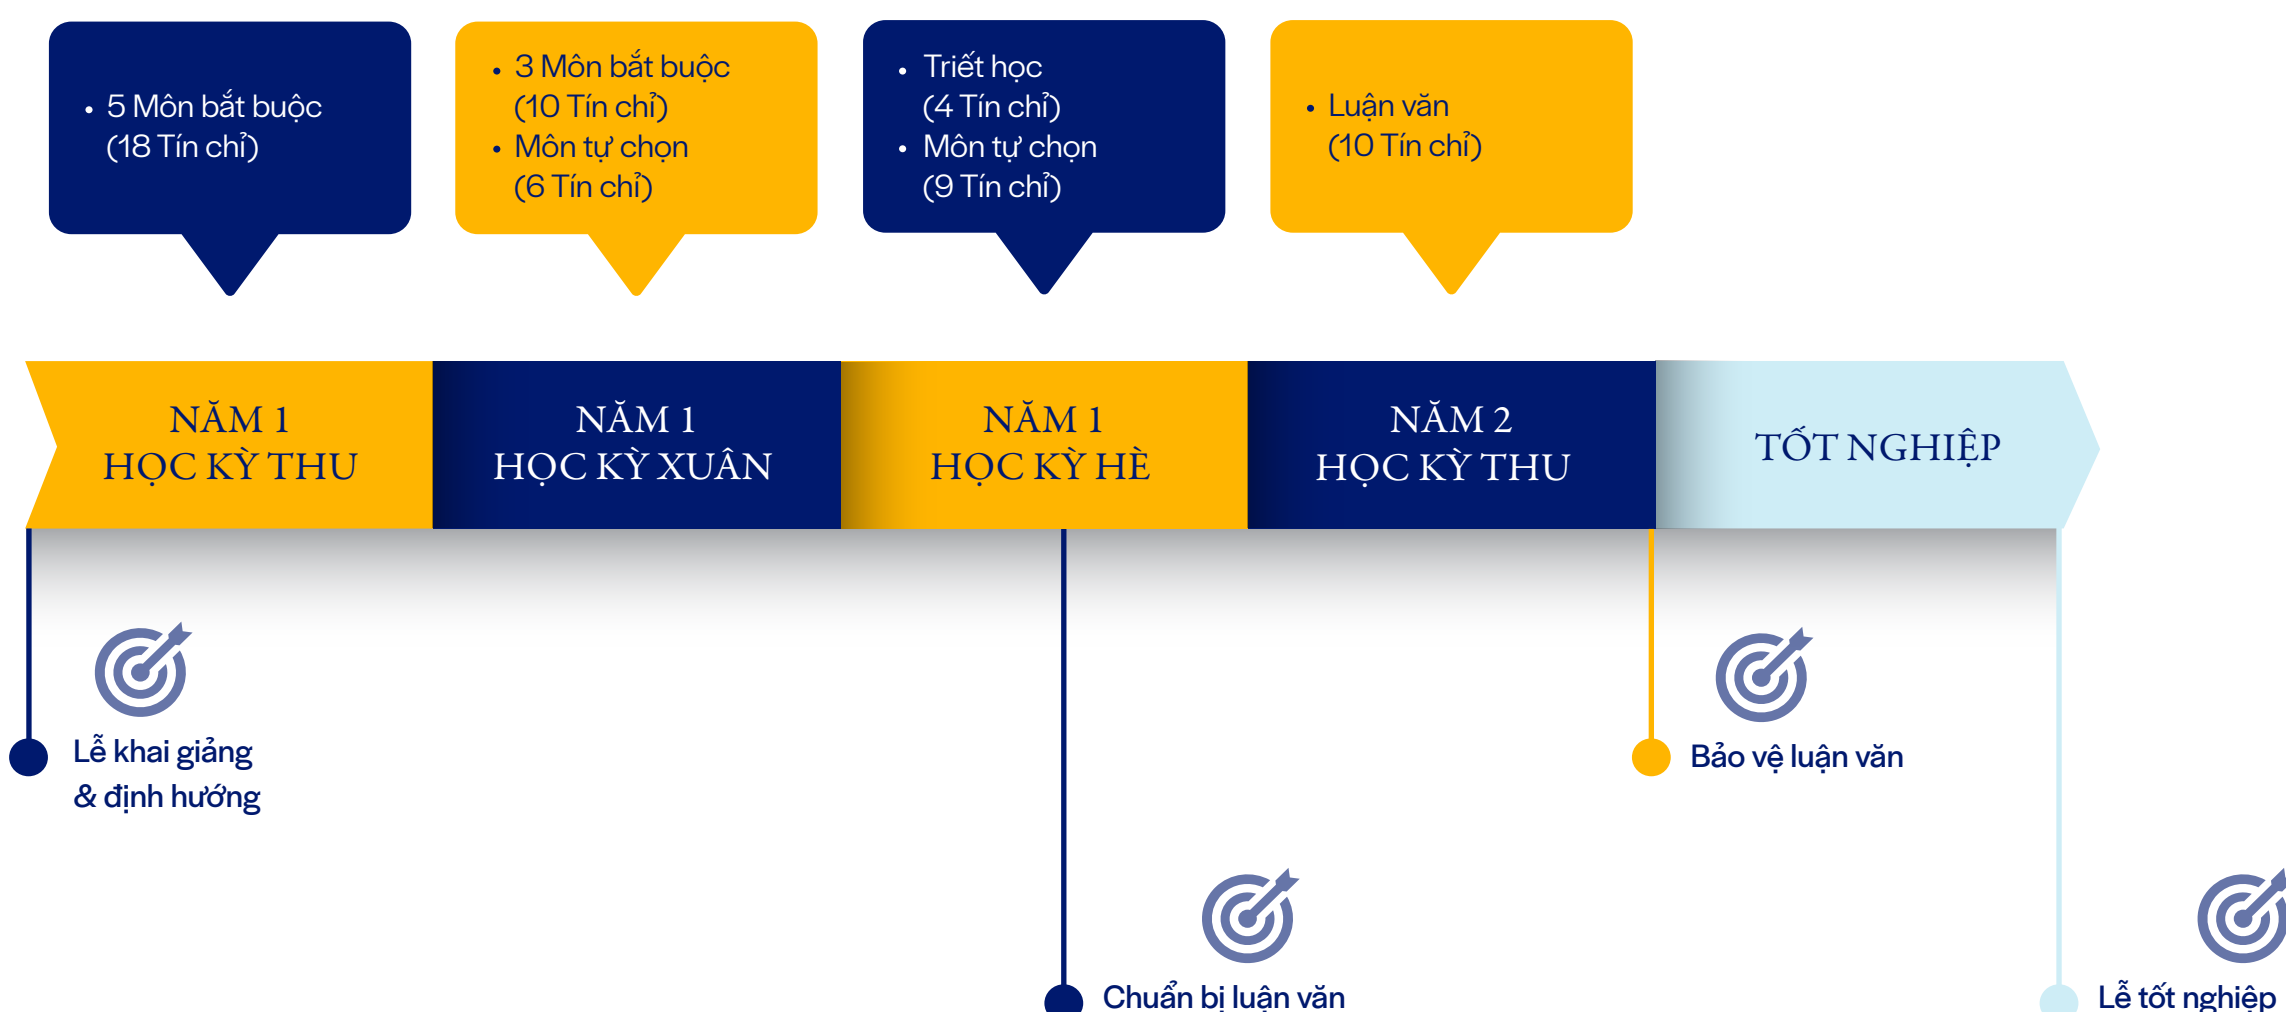 • 5 Môn bắt buộc
(18 Tín chỉ)
• 3 Môn bắt buộc
(10 Tín chỉ)
• Môn tự chọn
(6 Tín chỉ)
• Triết học
(4 Tín chỉ)
• Môn tự chọn
(9 Tín chỉ)
• Luận văn
(10 Tín chỉ)
NĂM 1
HỌC KỲ THU
NĂM 1
HỌC KỲ XUÂN
NĂM 1
HỌC KỲ HÈ
NĂM 2
HỌC KỲ THU
TỐT NGHIỆP
Lễ khai giảng
& định hướng
Bảo vệ luận văn
Chuẩn bị luận văn
Lễ tốt nghiệp